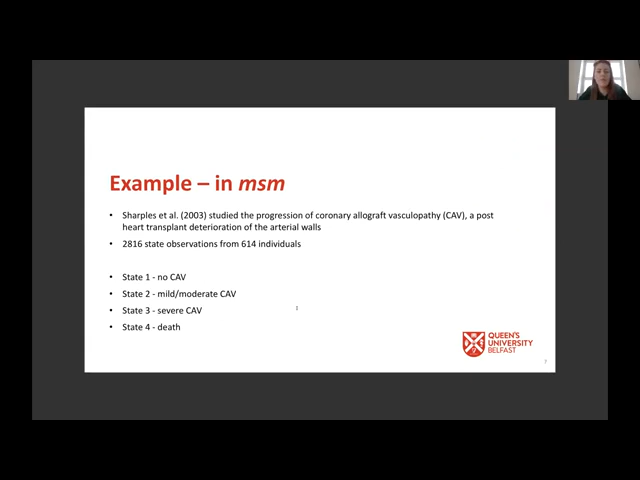 Example – in msm
• Sharples et al. (2003) studied the progression of coronary allograft vasculopathy (CAV), a post
heart transplant deterioration of the arterial walls
• 2816 state observations from 614 individuals
• State 1 - no CAV
• State 2 - mild/moderate CAV
• State 3 - severe CAV
• State 4 - death
QUEEN'S
UNIVERSITY
BELFAST